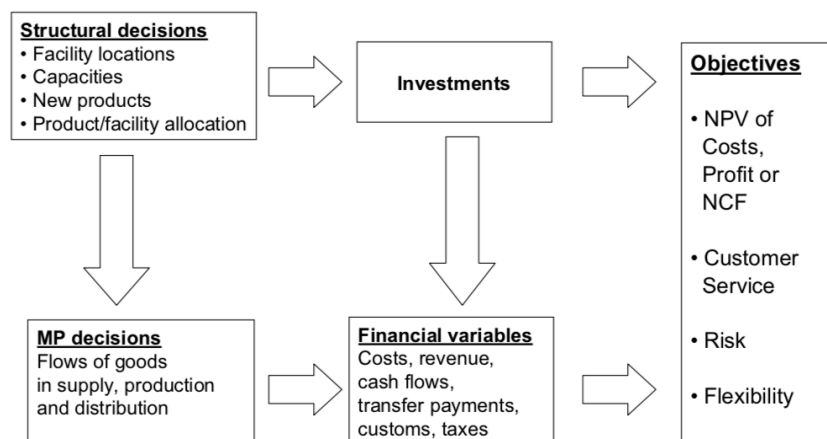 Structural decisions
• Facility locations
• Capacities
• New products
• Product/facility allocation
Investments
Objectives
• NPV of
Costs,
Profit or
NCF
• Customer
Service
• Risk
• Flexibility
MP decisions
Flows of goods
in supply, production
and distribution
Financial variables
Costs, revenue,
cash flows,
transfer payments,
customs, taxes